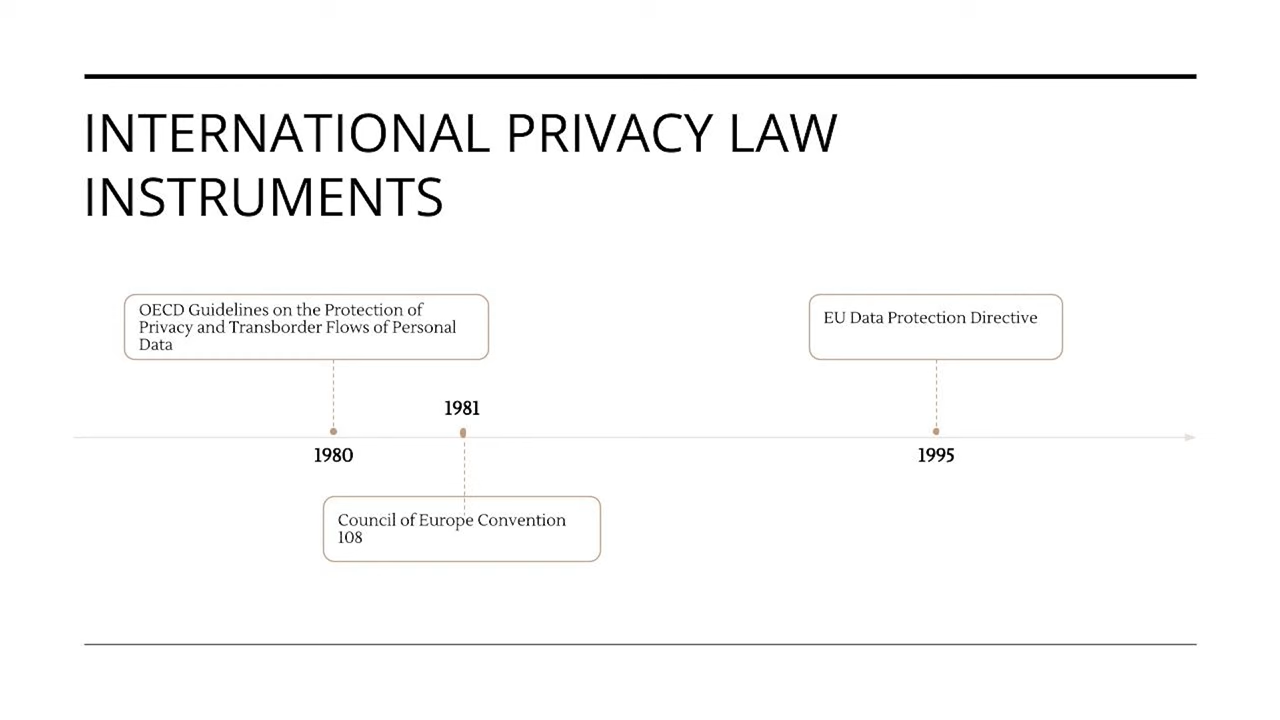 INTERNATIONAL PRIVACY LAW
INSTRUMENTS
OECD Guidelines on the Protection of
Privacy and Transborder Flows of Personal
Data
EU Data Protection Directive
1981
1980
1995
Council of Europe Convention
108